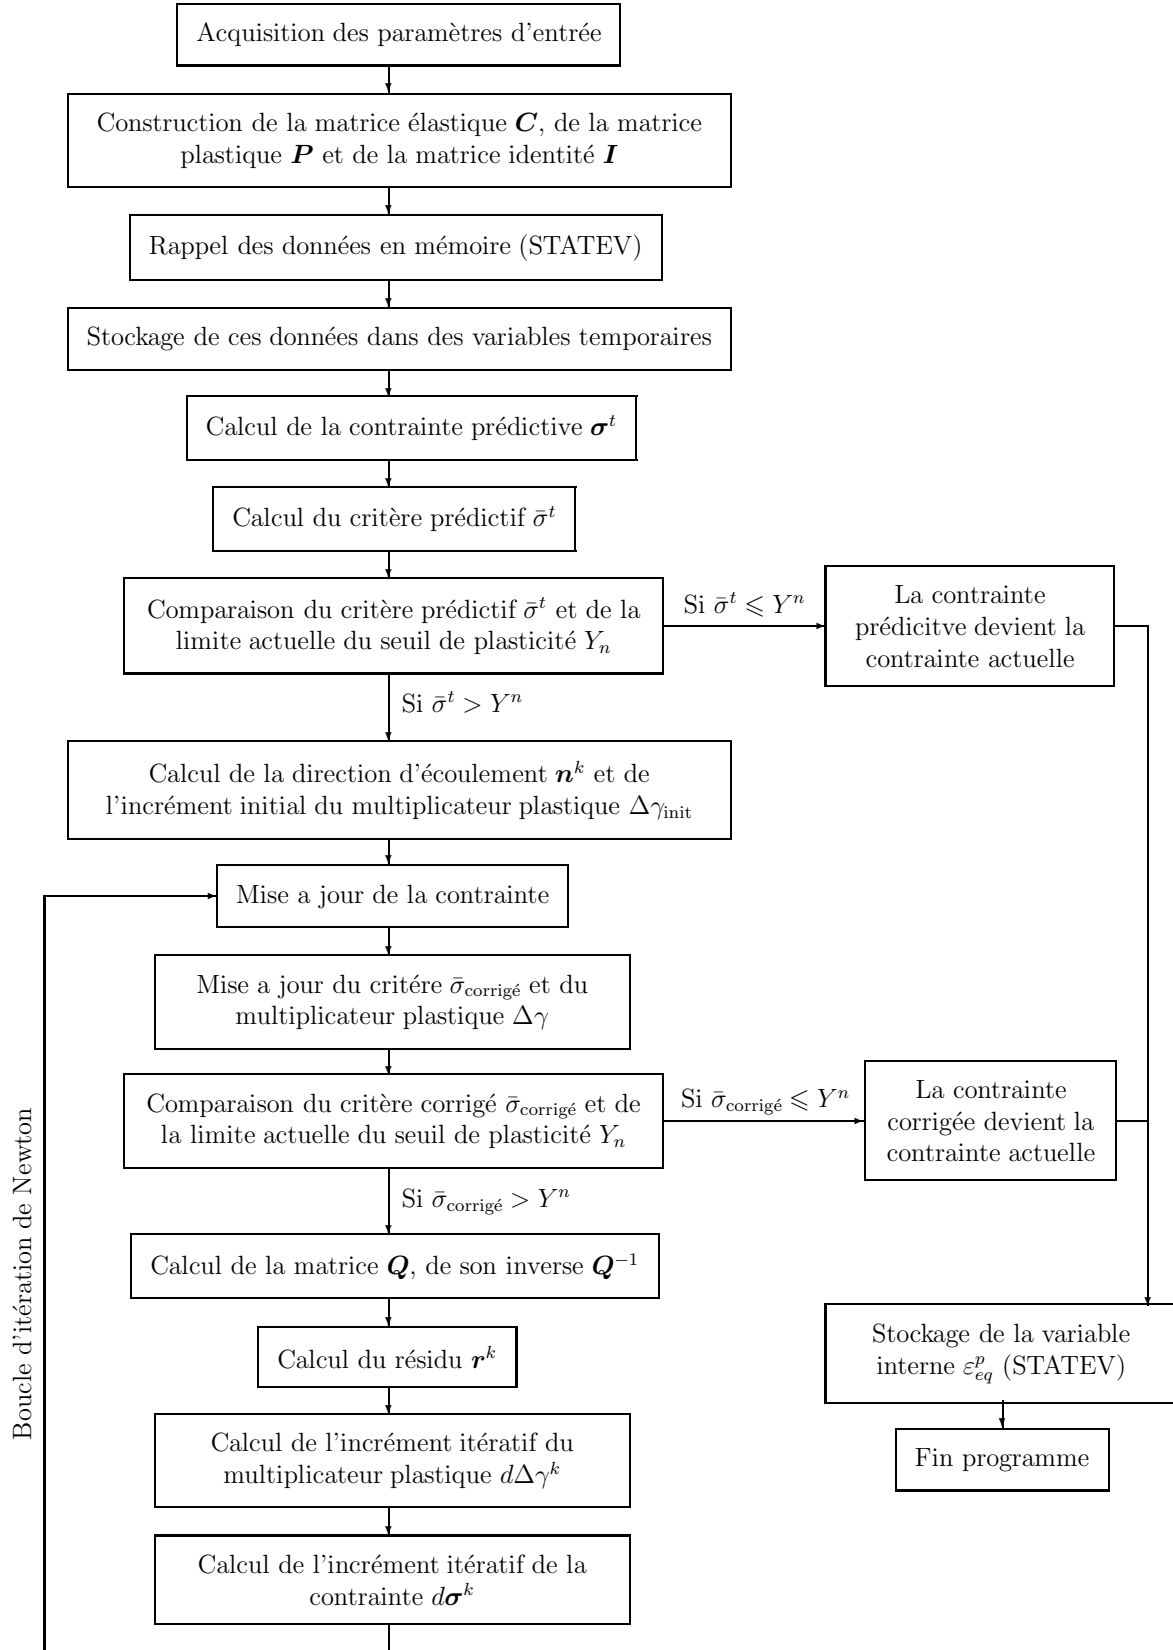 Acquisition des paramètres d'entrée
Construction de la matrice élastique C, de la matrice
plastique P et de la matrice identité I
Rappel des données en mémoire (STATEV)
Stockage de ces données dans des variables temporaires
Calcul de la contrainte prédictive σ^t
Calcul du critère prédictif σ̄^t
Comparaison du critère prédictif σ̄^t et de la
limite actuelle du seuil de plasticité Y_n
Si σ̄^t ⩽ Y^n
La contrainte
prédicitve devient la
contrainte actuelle
Si σ̄^t > Y^n
Calcul de la direction d'écoulement n^k et de
l'incrément initial du multiplicateur plastique Δγ_init
Mise a jour de la contrainte
Mise a jour du critére σ̄_corrigé et du
multiplicateur plastique Δγ
Comparaison du critère corrigé σ̄_corrigé et de
la limite actuelle du seuil de plasticité Y_n
Si σ̄_corrigé ⩽ Y^n
La contrainte
corrigée devient la
contrainte actuelle
Si σ̄_corrigé > Y^n
Calcul de la matrice Q, de son inverse Q^−1
Calcul du résidu r^k
Calcul de l'incrément itératif du
multiplicateur plastique dΔγ^k
Calcul de l'incrément itératif de la
contrainte dσ^k
Boucle d'itération de Newton
Stockage de la variable
interne ε^p_eq (STATEV)
Fin programme